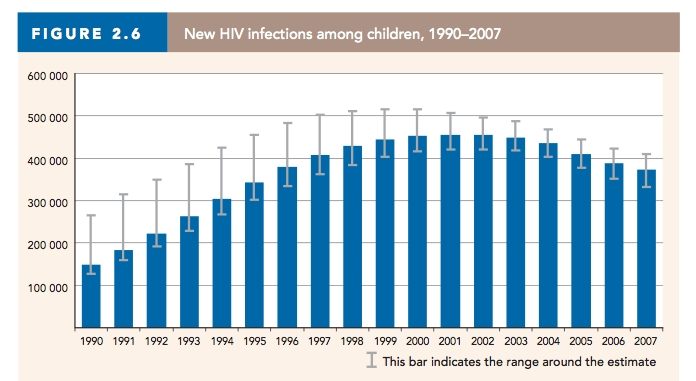 FIGURE 2.6
New HIV infections among children, 1990–2007
600 000
500 000
400 000
300 000
200 000
100 000
1990 1991 1992 1993 1994 1995 1996 1997 1998 1999 2000 2001 2002 2003 2004 2005 2006 2007
This bar indicates the range around the estimate